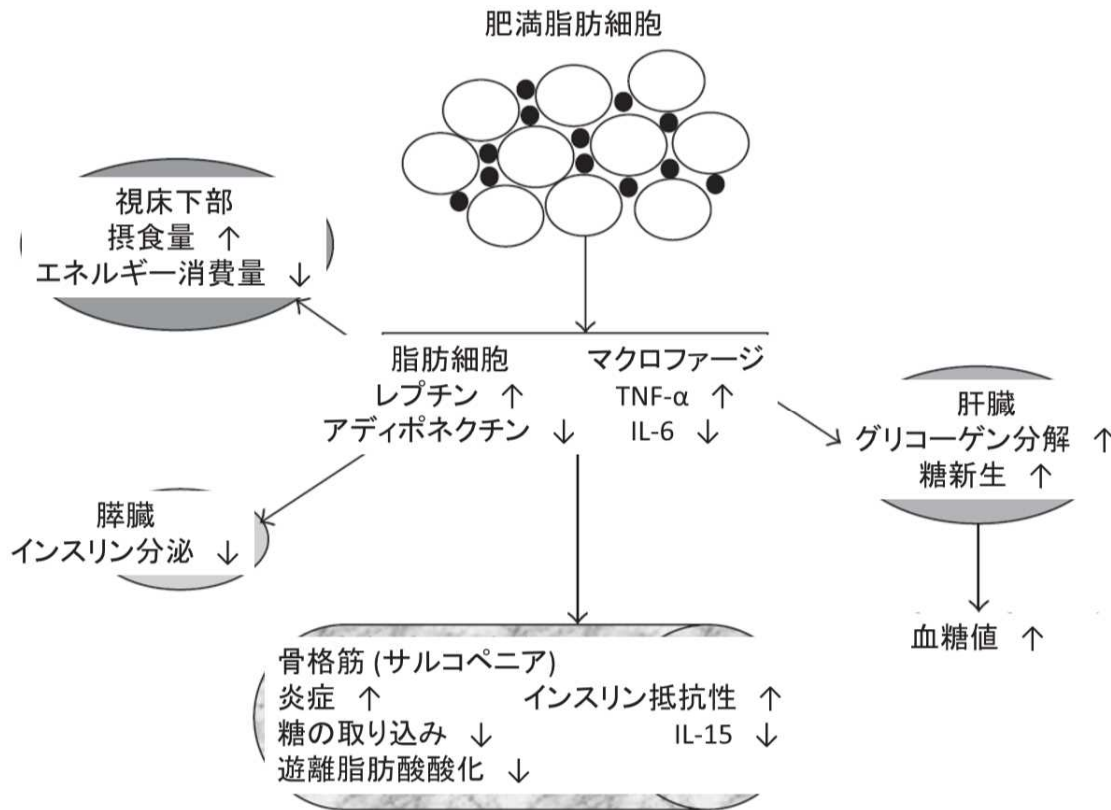 肥満脂肪細胞
視床下部
摂食量 ↑
エネルギー消費量 ↓
脂肪細胞 マクロファージ
レプチン ↑ TNF-α ↑
アディポネクチン ↓ IL-6 ↓
肝臓
グリコーゲン分解 ↑
糖新生 ↑
膵臓
インスリン分泌 ↓
血糖値 ↑
骨格筋 (サルコペニア)
炎症 ↑ インスリン抵抗性 ↑
糖の取り込み ↓ IL-15 ↓
遊離脂肪酸酸化 ↓